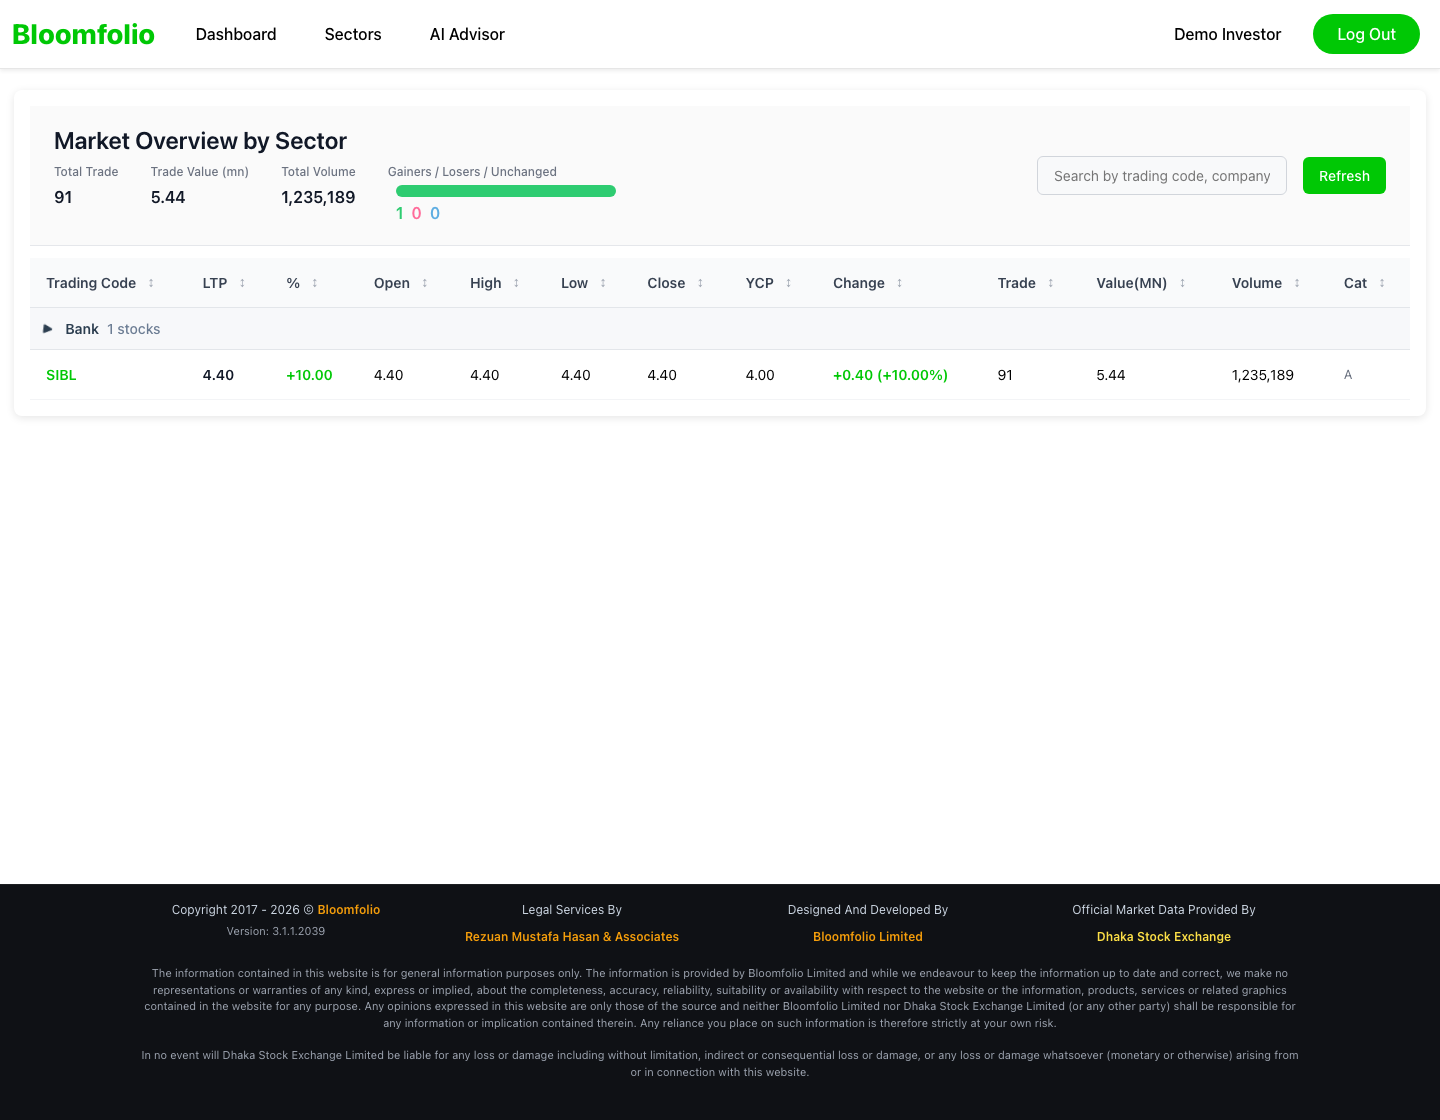 Bloomfolio Dashboard Sectors AI Advisor Demo Investor Log Out
Market Overview by Sector
Total Trade Trade Value (mn) Total Volume Gainers / Losers / Unchanged
91 5.44 1,235,189
1 0 0
Search by trading code, company Refresh
Trading Code ↕ LTP ↕ % ↕ Open ↕ High ↕ Low ↕ Close ↕ YCP ↕ Change ↕ Trade ↕ Value(MN) ↕ Volume ↕ Cat ↕
▶ Bank 1 stocks
SIBL 4.40 +10.00 4.40 4.40 4.40 4.40 4.00 +0.40 (+10.00%) 91 5.44 1,235,189 A
Copyright 2017 - 2026 © Bloomfolio
Version: 3.1.1.2039
Legal Services By
Rezuan Mustafa Hasan & Associates
Designed And Developed By
Bloomfolio Limited
Official Market Data Provided By
Dhaka Stock Exchange
The information contained in this website is for general information purposes only. The information is provided by Bloomfolio Limited and while we endeavour to keep the information up to date and correct, we make no
representations or warranties of any kind, express or implied, about the completeness, accuracy, reliability, suitability or availability with respect to the website or the information, products, services or related graphics
contained in the website for any purpose. Any opinions expressed in this website are only those of the source and neither Bloomfolio Limited nor Dhaka Stock Exchange Limited (or any other party) shall be responsible for
any information or implication contained therein. Any reliance you place on such information is therefore strictly at your own risk.
In no event will Dhaka Stock Exchange Limited be liable for any loss or damage including without limitation, indirect or consequential loss or damage, or any loss or damage whatsoever (monetary or otherwise) arising from
or in connection with this website.